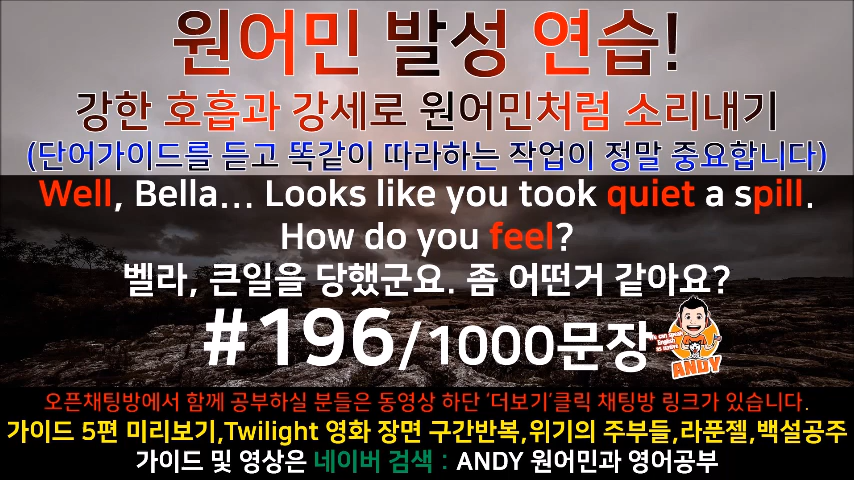 원어민 발성 연습!
강한 호흡과 강세로 원어민처럼 소리내기
(단어가이드를 듣고 똑같이 따라하는 작업이 정말 중요합니다)
Well, Bella... Looks like you took quiet a spill.
How do you feel?
벨라, 큰일을 당했군요. 좀 어떤거 같아요?
#196/1000문장
We can speak
English
as native
ANDY
오픈채팅방에서 함께 공부하실 분들은 동영상 하단 '더보기'클릭 채팅방 링크가 있습니다.
가이드 5편 미리보기,Twilight 영화 장면 구간반복,위기의 주부들,라푼젤,백설공주
가이드 및 영상은 네이버 검색 : ANDY 원어민과 영어공부